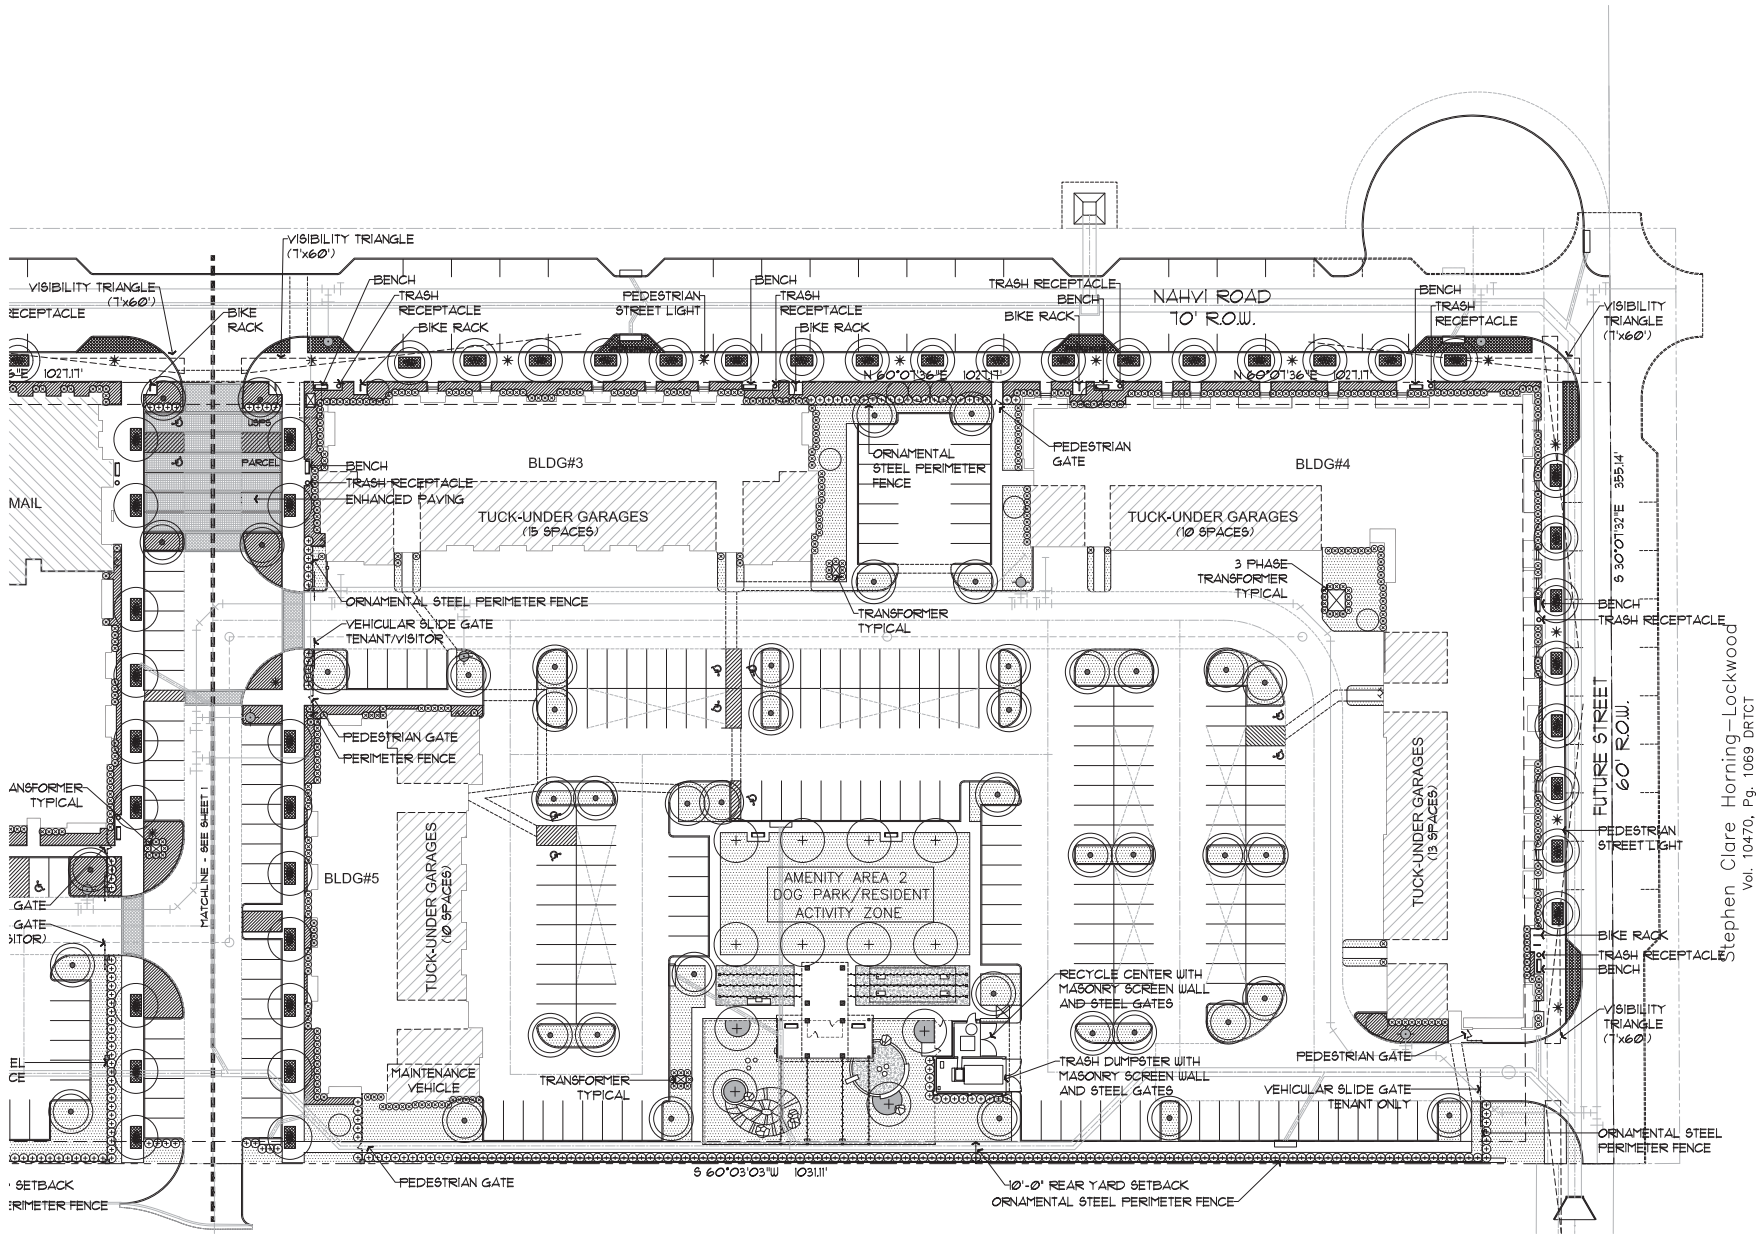 VISIBILITY TRIANGLE
(7'x60')
VISIBILITY TRIANGLE
(7'x60')
RECEPTACLE
BIKE
RACK
BENCH
TRASH
RECEPTACLE
BIKE RACK
PEDESTRIAN
STREET LIGHT
BENCH
TRASH
RECEPTACLE
BIKE RACK
TRASH RECEPTACLE
BENCH
BIKE RACK
NAHVI ROAD
70' R.O.W.
BENCH
TRASH
RECEPTACLE
VISIBILITY
TRIANGLE
(7'x60')
6"E 1027.17'
N 60°07'36"E 1027.17'
N 60°07'36"E 1027.17'
USPS
PARCEL
MAIL
BENCH
TRASH RECEPTACLE
ENHANCED PAVING
BLDG#3
TUCK-UNDER GARAGES
(15 SPACES)
ORNAMENTAL
STEEL PERIMETER
FENCE
PEDESTRIAN
GATE
BLDG#4
TUCK-UNDER GARAGES
(10 SPACES)
3 PHASE
TRANSFORMER
TYPICAL
S 30°07'32"E 355.14'
ORNAMENTAL STEEL PERIMETER FENCE
VEHICULAR SLIDE GATE
TENANT/VISITOR
TRANSFORMER
TYPICAL
BENCH
TRASH RECEPTACLE
FUTURE STREET
60' R.O.W.
Stephen Clare Horning-Lockwood
Vol. 10470, Pg. 1069 DRTCT
PEDESTRIAN GATE
PERIMETER FENCE
ANSFORMER
TYPICAL
MATCHLINE - SEE SHEET 1
BLDG#5
TUCK-UNDER GARAGES
(10 SPACES)
TUCK-UNDER GARAGES
(13 SPACES)
PEDESTRIAN
STREET LIGHT
AMENITY AREA 2
DOG PARK/RESIDENT
ACTIVITY ZONE
GATE
GATE
SITOR)
BIKE RACK
TRASH RECEPTACLE
BENCH
RECYCLE CENTER WITH
MASONRY SCREEN WALL
AND STEEL GATES
VISIBILITY
TRIANGLE
(7'x60')
EL
CE
MAINTENANCE
VEHICLE
TRANSFORMER
TYPICAL
TRASH DUMPSTER WITH
MASONRY SCREEN WALL
AND STEEL GATES
PEDESTRIAN GATE
VEHICULAR SLIDE GATE
TENANT ONLY
ORNAMENTAL STEEL
PERIMETER FENCE
S 60°03'03"W 1031.11'
PEDESTRIAN GATE
10'-0" REAR YARD SETBACK
ORNAMENTAL STEEL PERIMETER FENCE
SETBACK
ERIMETER FENCE